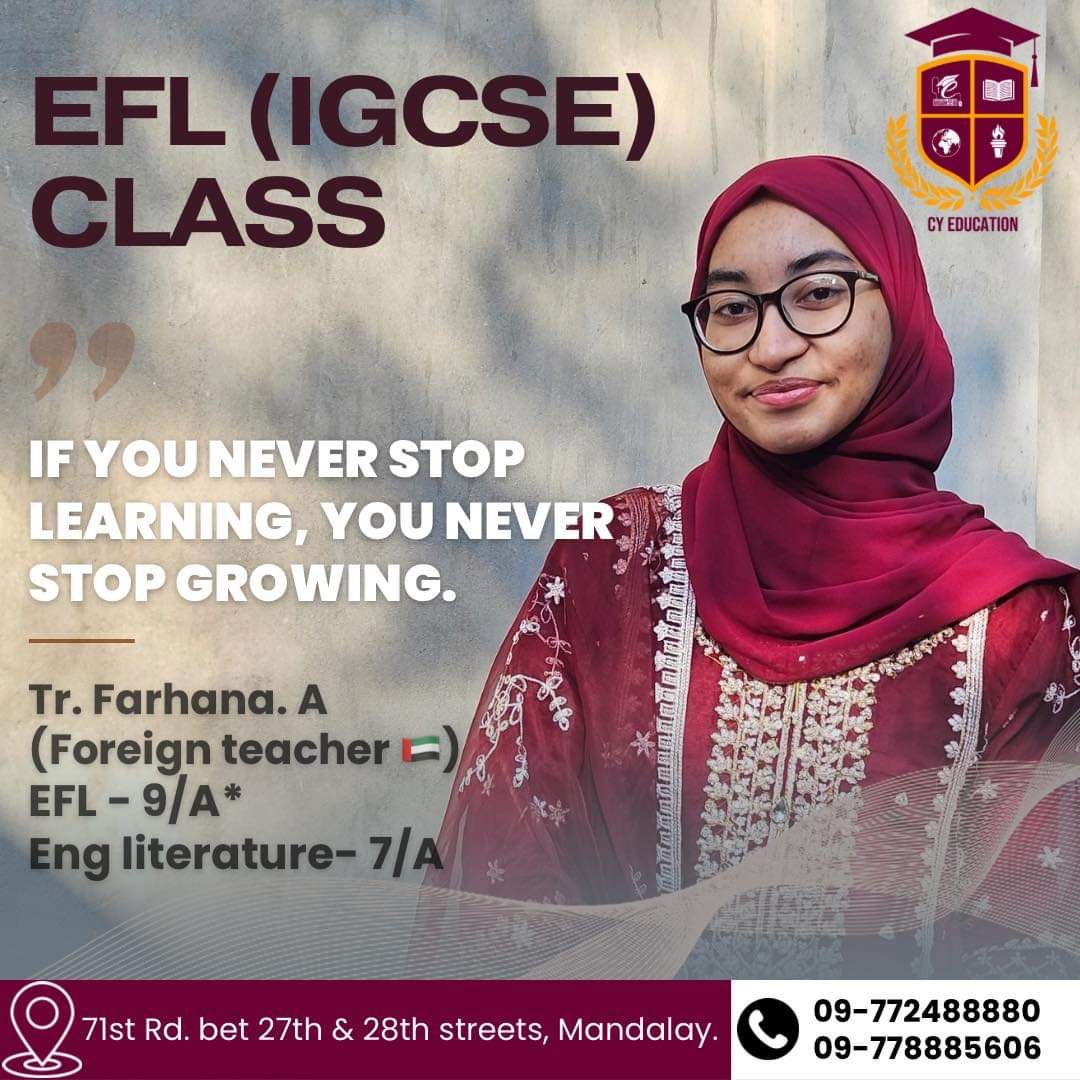 EFL (IGCSE)
CLASS
CY EDUCATION
”
IF YOU NEVER STOP
LEARNING, YOU NEVER
STOP GROWING.
Tr. Farhana. A
(Foreign teacher 🇦🇪)
EFL - 9/A*
Eng literature- 7/A
71st Rd. bet 27th & 28th streets, Mandalay.
09-772488880
09-778885606